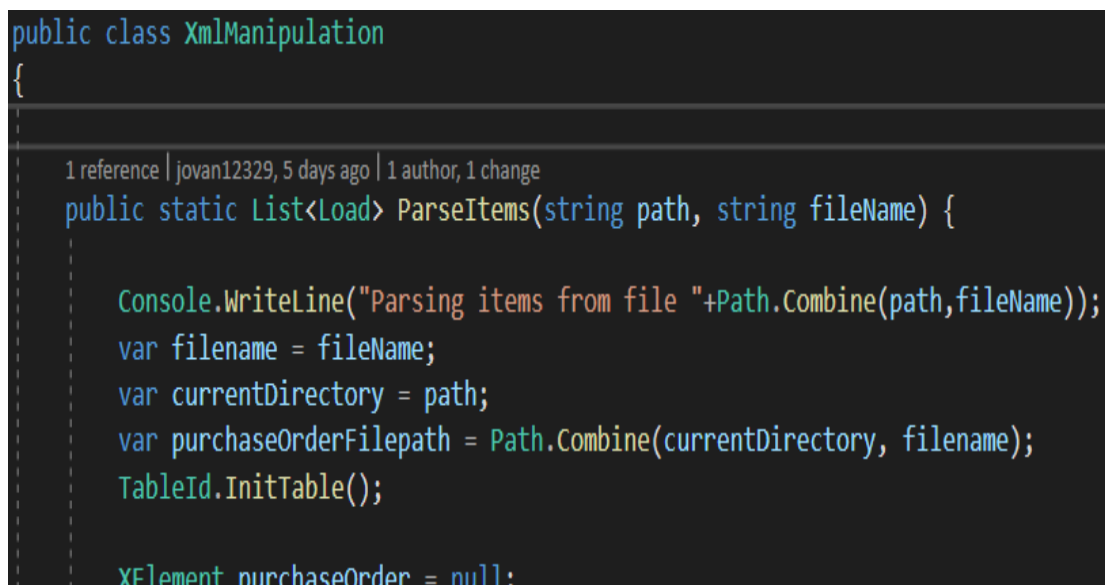 public class XmlManipulation
{
1 reference | jovan12329, 5 days ago | 1 author, 1 change
public static List<Load> ParseItems(string path, string fileName) {
Console.WriteLine("Parsing items from file "+Path.Combine(path,fileName));
var filename = fileName;
var currentDirectory = path;
var purchaseOrderFilepath = Path.Combine(currentDirectory, filename);
TableId.InitTable();
XElement purchaseOrder = null;